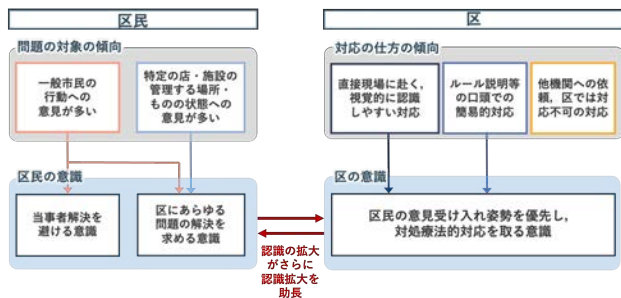 区民
問題の対象の傾向
一般市民の
行動への
意見が多い
特定の店・施設の
管理する場所・
ものの状態への
意見が多い
区民の意識
当事者解決を
避ける意識
区にあらゆる
問題の解決を
求める意識
認識の拡大
がさらに
認識拡大を
助長
区
対応の仕方の傾向
直接現場に赴く，
視覚的に認識
しやすい対応
ルール説明等
の口頭での
簡易的対応
他機関への依
頼，区では対
応不可の対応
区の意識
区民の意見受け入れ姿勢を優先し，
対処療法的対応を取る意識